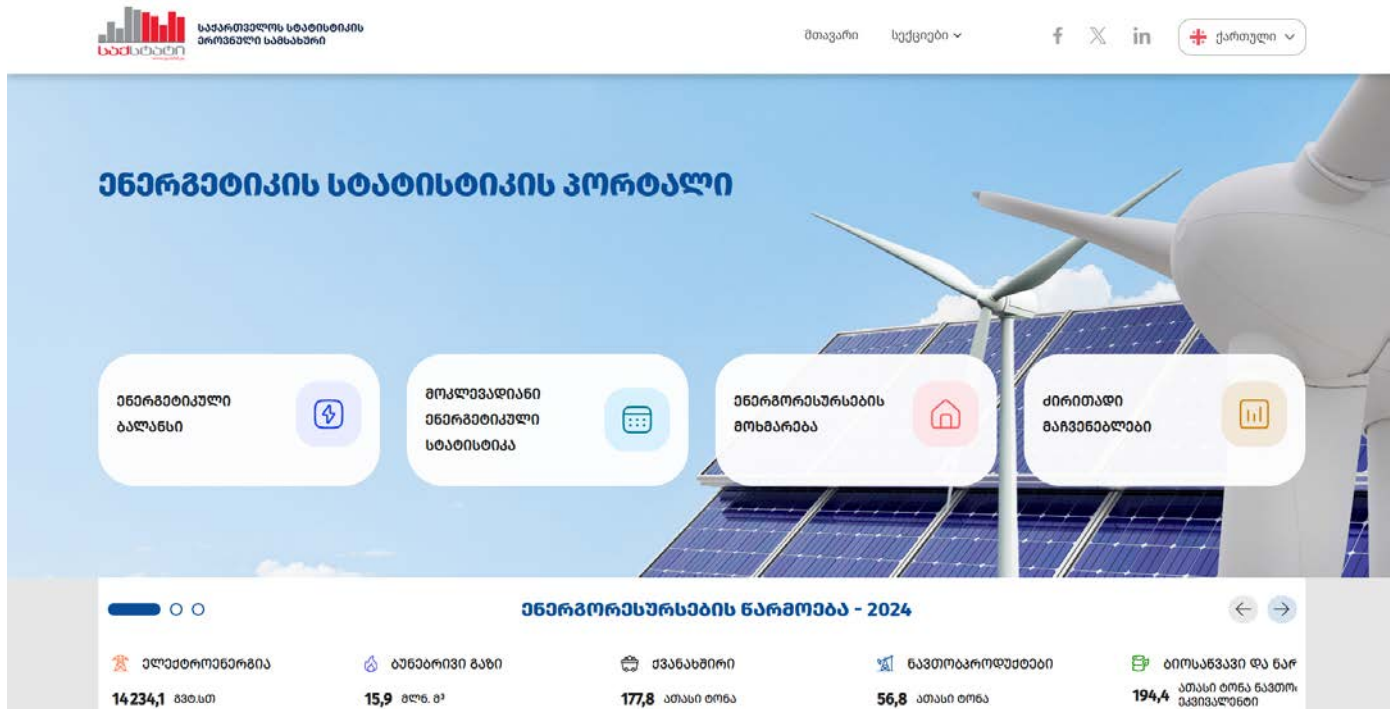 საქართველოს სტატისტიკის
ეროვნული სამსახური
საქსტატი
მთავარი
სექციები
ქართული
ენერგეტიკის სტატისტიკის პორტალი
ენერგეტიკული
ბალანსი
მოკლევადიანი
ენერგეტიკული
სტატისტიკა
ენერგორესურსების
მოხმარება
ძირითადი
მაჩვენებლები
ენერგორესურსების წარმოება - 2024
ელექტროენერგია
14 234,1 გვტ.სთ
ბუნებრივი გაზი
15,9 მლნ. მ³
ქვანახშირი
177,8 ათასი ტონა
ნავთობპროდუქტები
56,8 ათასი ტონა
ბიოსაწვავი და ნარ
194,4 ათასი ტონა ნავთობ
ეკვივალენტი